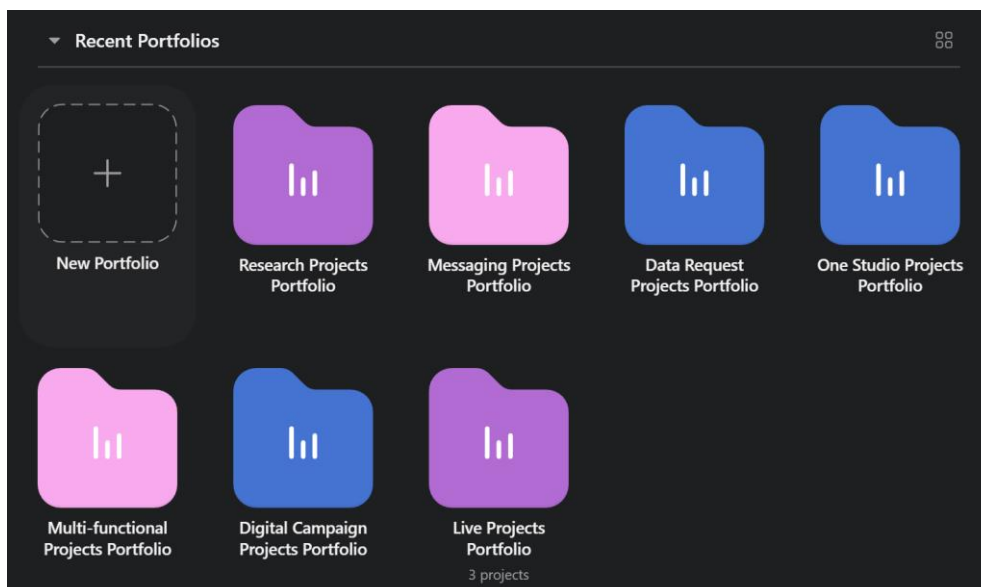 Recent Portfolios
New Portfolio
Research Projects
Portfolio
Messaging Projects
Portfolio
Data Request
Projects Portfolio
One Studio Projects
Portfolio
Multi-functional
Projects Portfolio
Digital Campaign
Projects Portfolio
Live Projects
Portfolio
3 projects